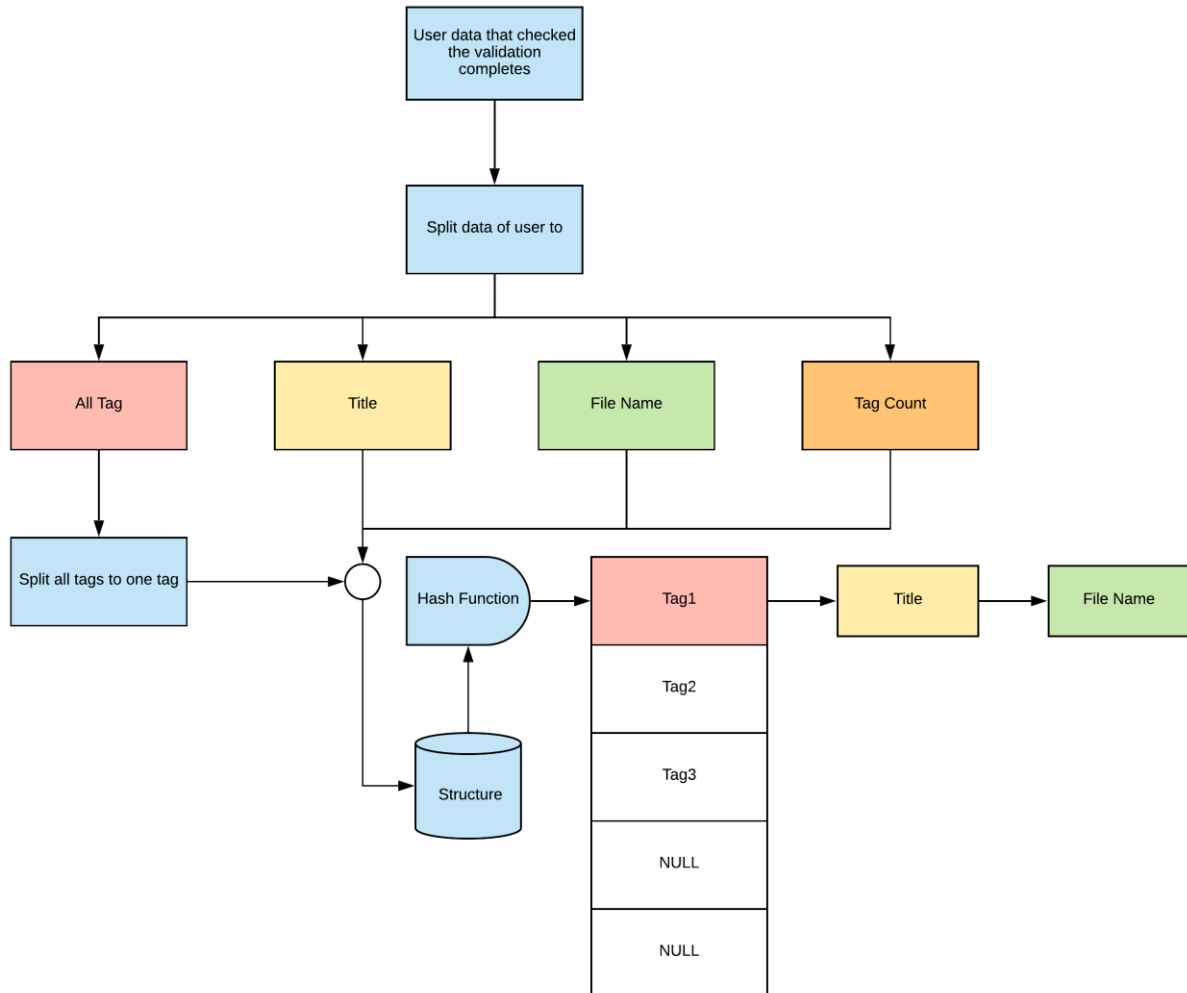 User data that checked
the validation
completes
Split data of user to
All Tag
Title
File Name
Tag Count
Split all tags to one tag
Hash Function
Tag1
Title
File Name
Tag2
Tag3
Structure
NULL
NULL